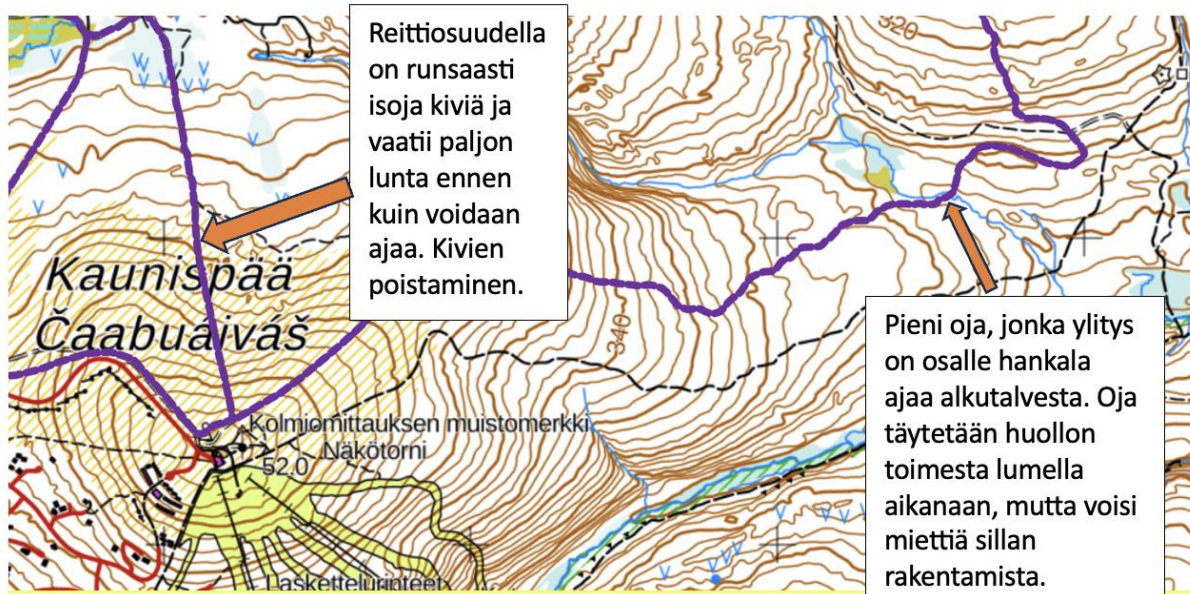 Reittiosuudella
on runsaasti
isoja kiviä ja
vaatii paljon
lunta ennen
kuin voidaan
ajaa. Kivien
poistaminen.
320
Kaunispää
Čaabuáiváš
340
Pieni oja, jonka ylitys
on osalle hankala
ajaa alkutalvesta. Oja
täytetään huollon
toimesta lumella
aikanaan, mutta voisi
miettiä sillan
rakentamista.
Kolmiomittauksen muistomerkki
Näkötorni
52.0
Laskettelurinteet